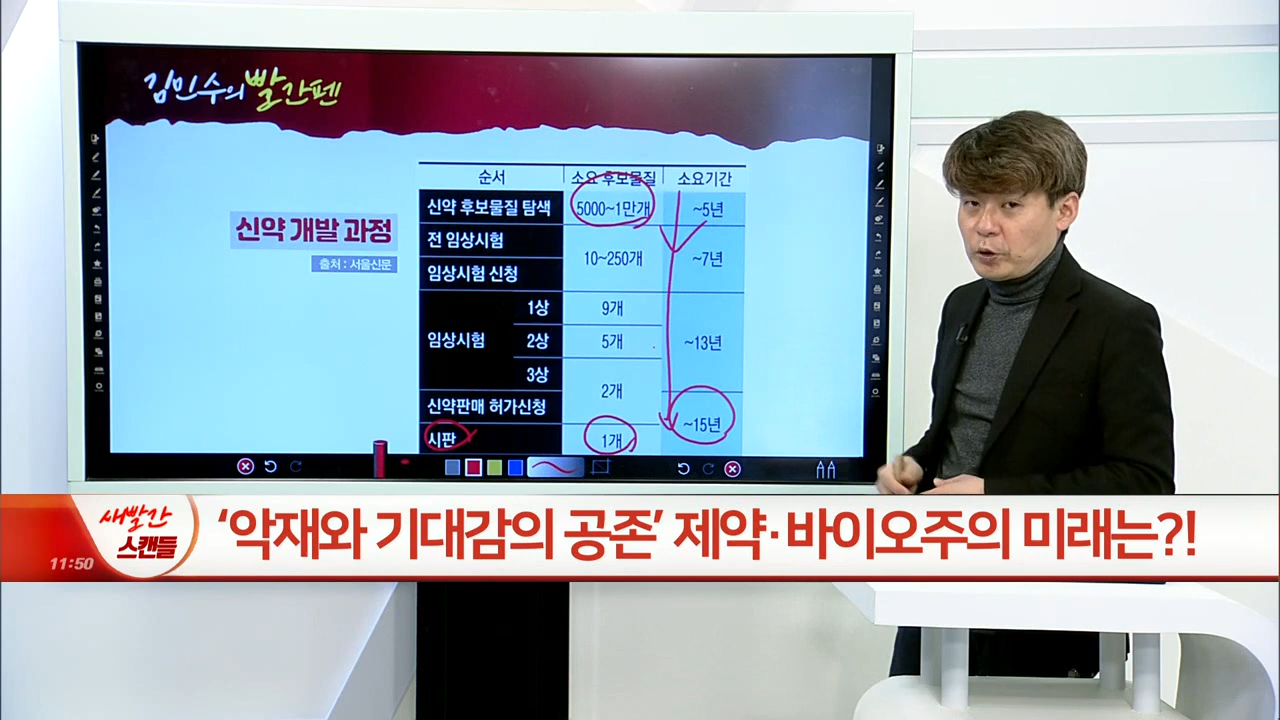 김민수의 빨간펜
신약 개발 과정
출처 : 서울신문
순서 소요 후보물질 소요기간
신약 후보물질 탐색 5000~1만개 ~5년
전 임상시험
임상시험 신청
10~250개 ~7년
임상시험
1상 9개
2상 5개
3상
~13년
2개
신약판매 허가신청
~15년
시판 1개
새빨간
스캔들
11:50
‘악재와 기대감의 공존’ 제약·바이오주의 미래는?!